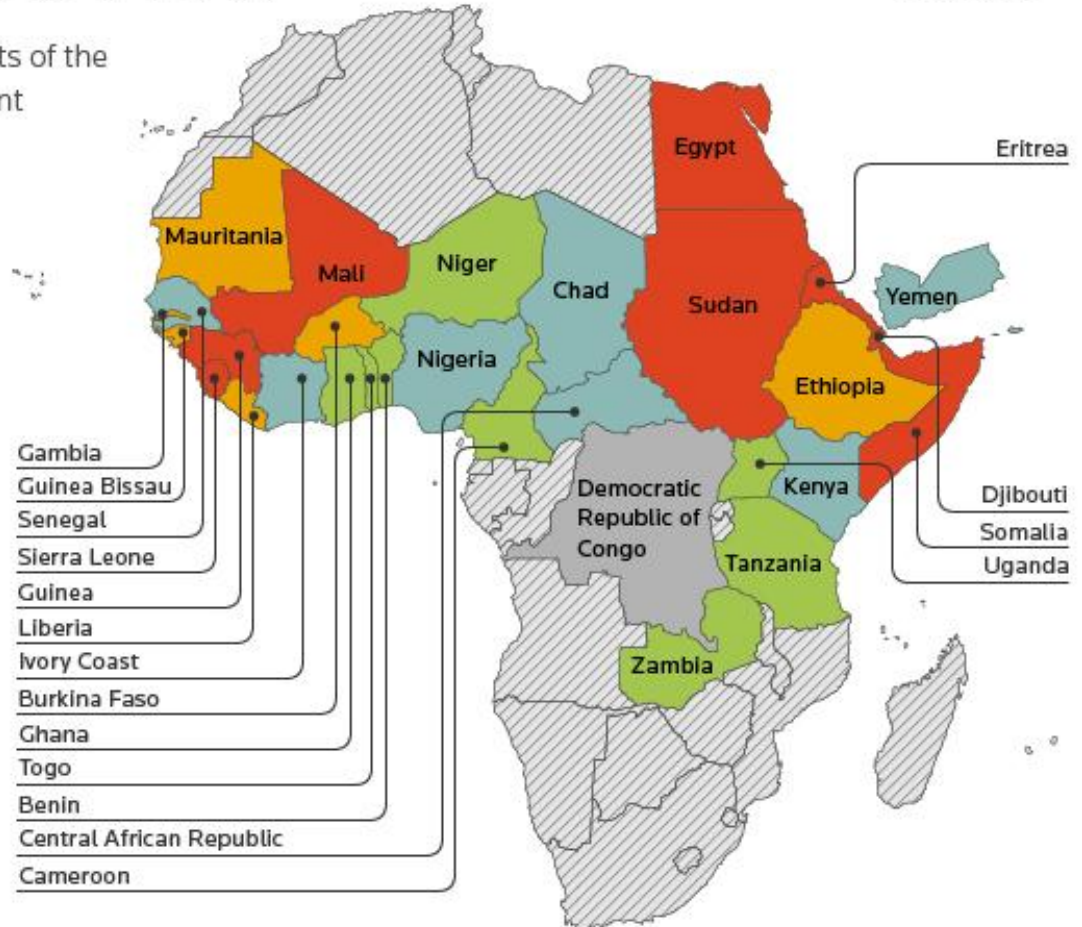 ts of the
nt
Egypt
Eritrea
Mauritania
Mali
Niger
Chad
Sudan
Yemen
Nigeria
Ethiopia
Gambia
Guinea Bissau
Senegal
Sierra Leone
Guinea
Liberia
Ivory Coast
Burkina Faso
Ghana
Togo
Benin
Central African Republic
Cameroon
Democratic
Republic of
Congo
Kenya
Djibouti
Somalia
Uganda
Tanzania
Zambia